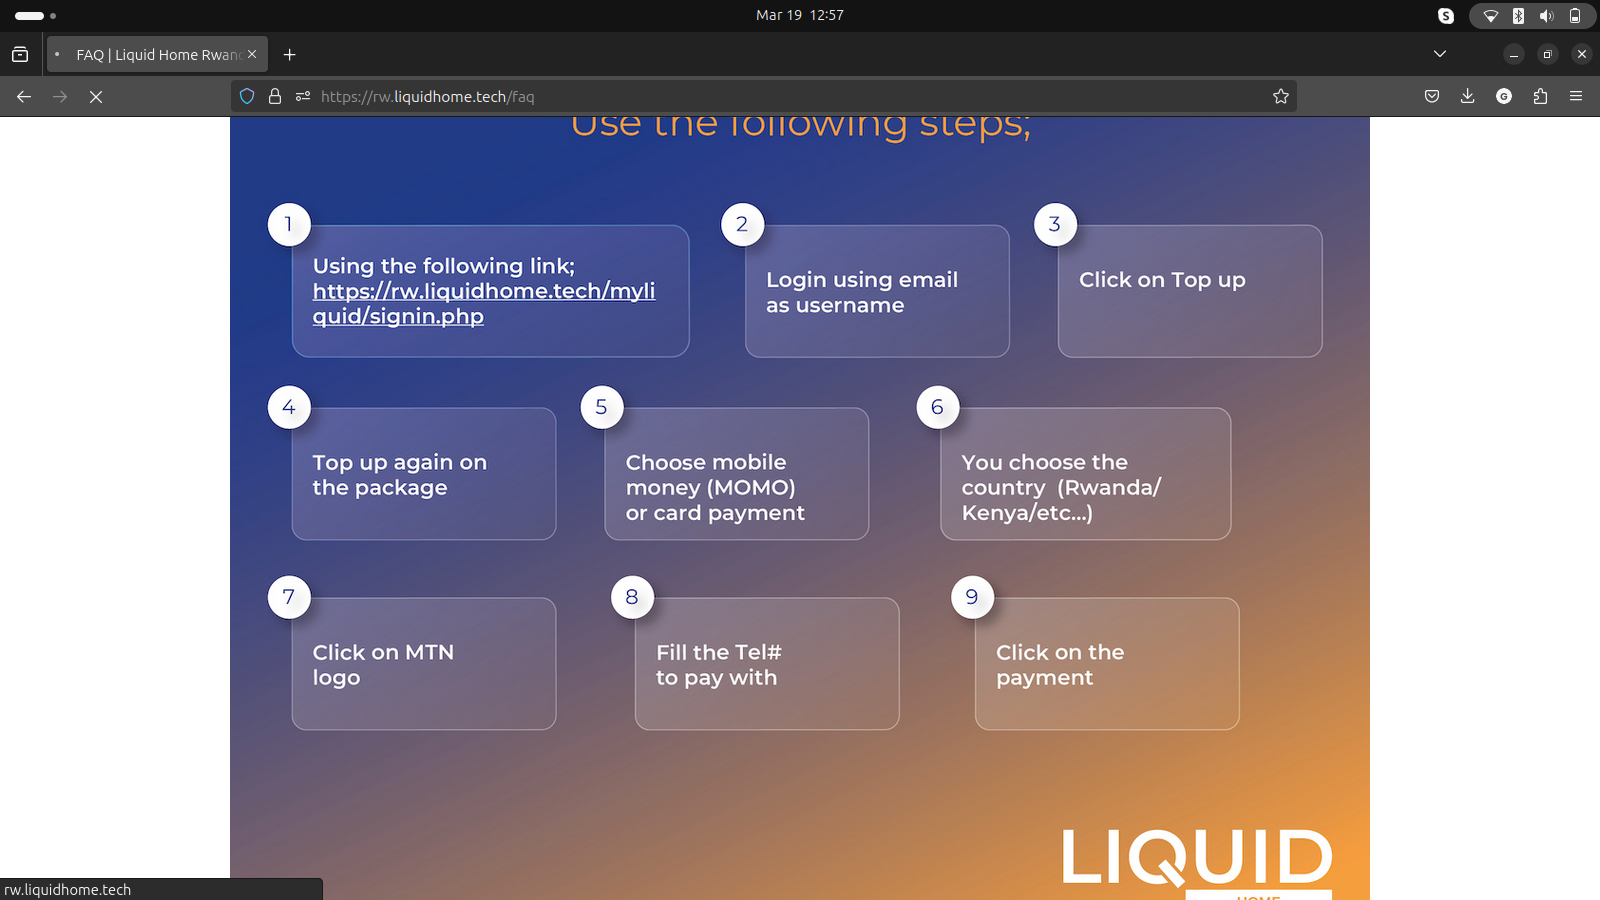 Mar 19 12:57
FAQ | Liquid Home Rwan
https://rw.liquidhome.tech/faq
Use the following steps;
1
Using the following link;
https://rw.liquidhome.tech/myli
quid/signin.php
2
Login using email
as username
3
Click on Top up
4
Top up again on
the package
5
Choose mobile
money (MOMO)
or card payment
6
You choose the
country (Rwanda/
Kenya/etc...)
7
Click on MTN
logo
8
Fill the Tel#
to pay with
9
Click on the
payment
LIQUID
HOME
rw.liquidhome.tech